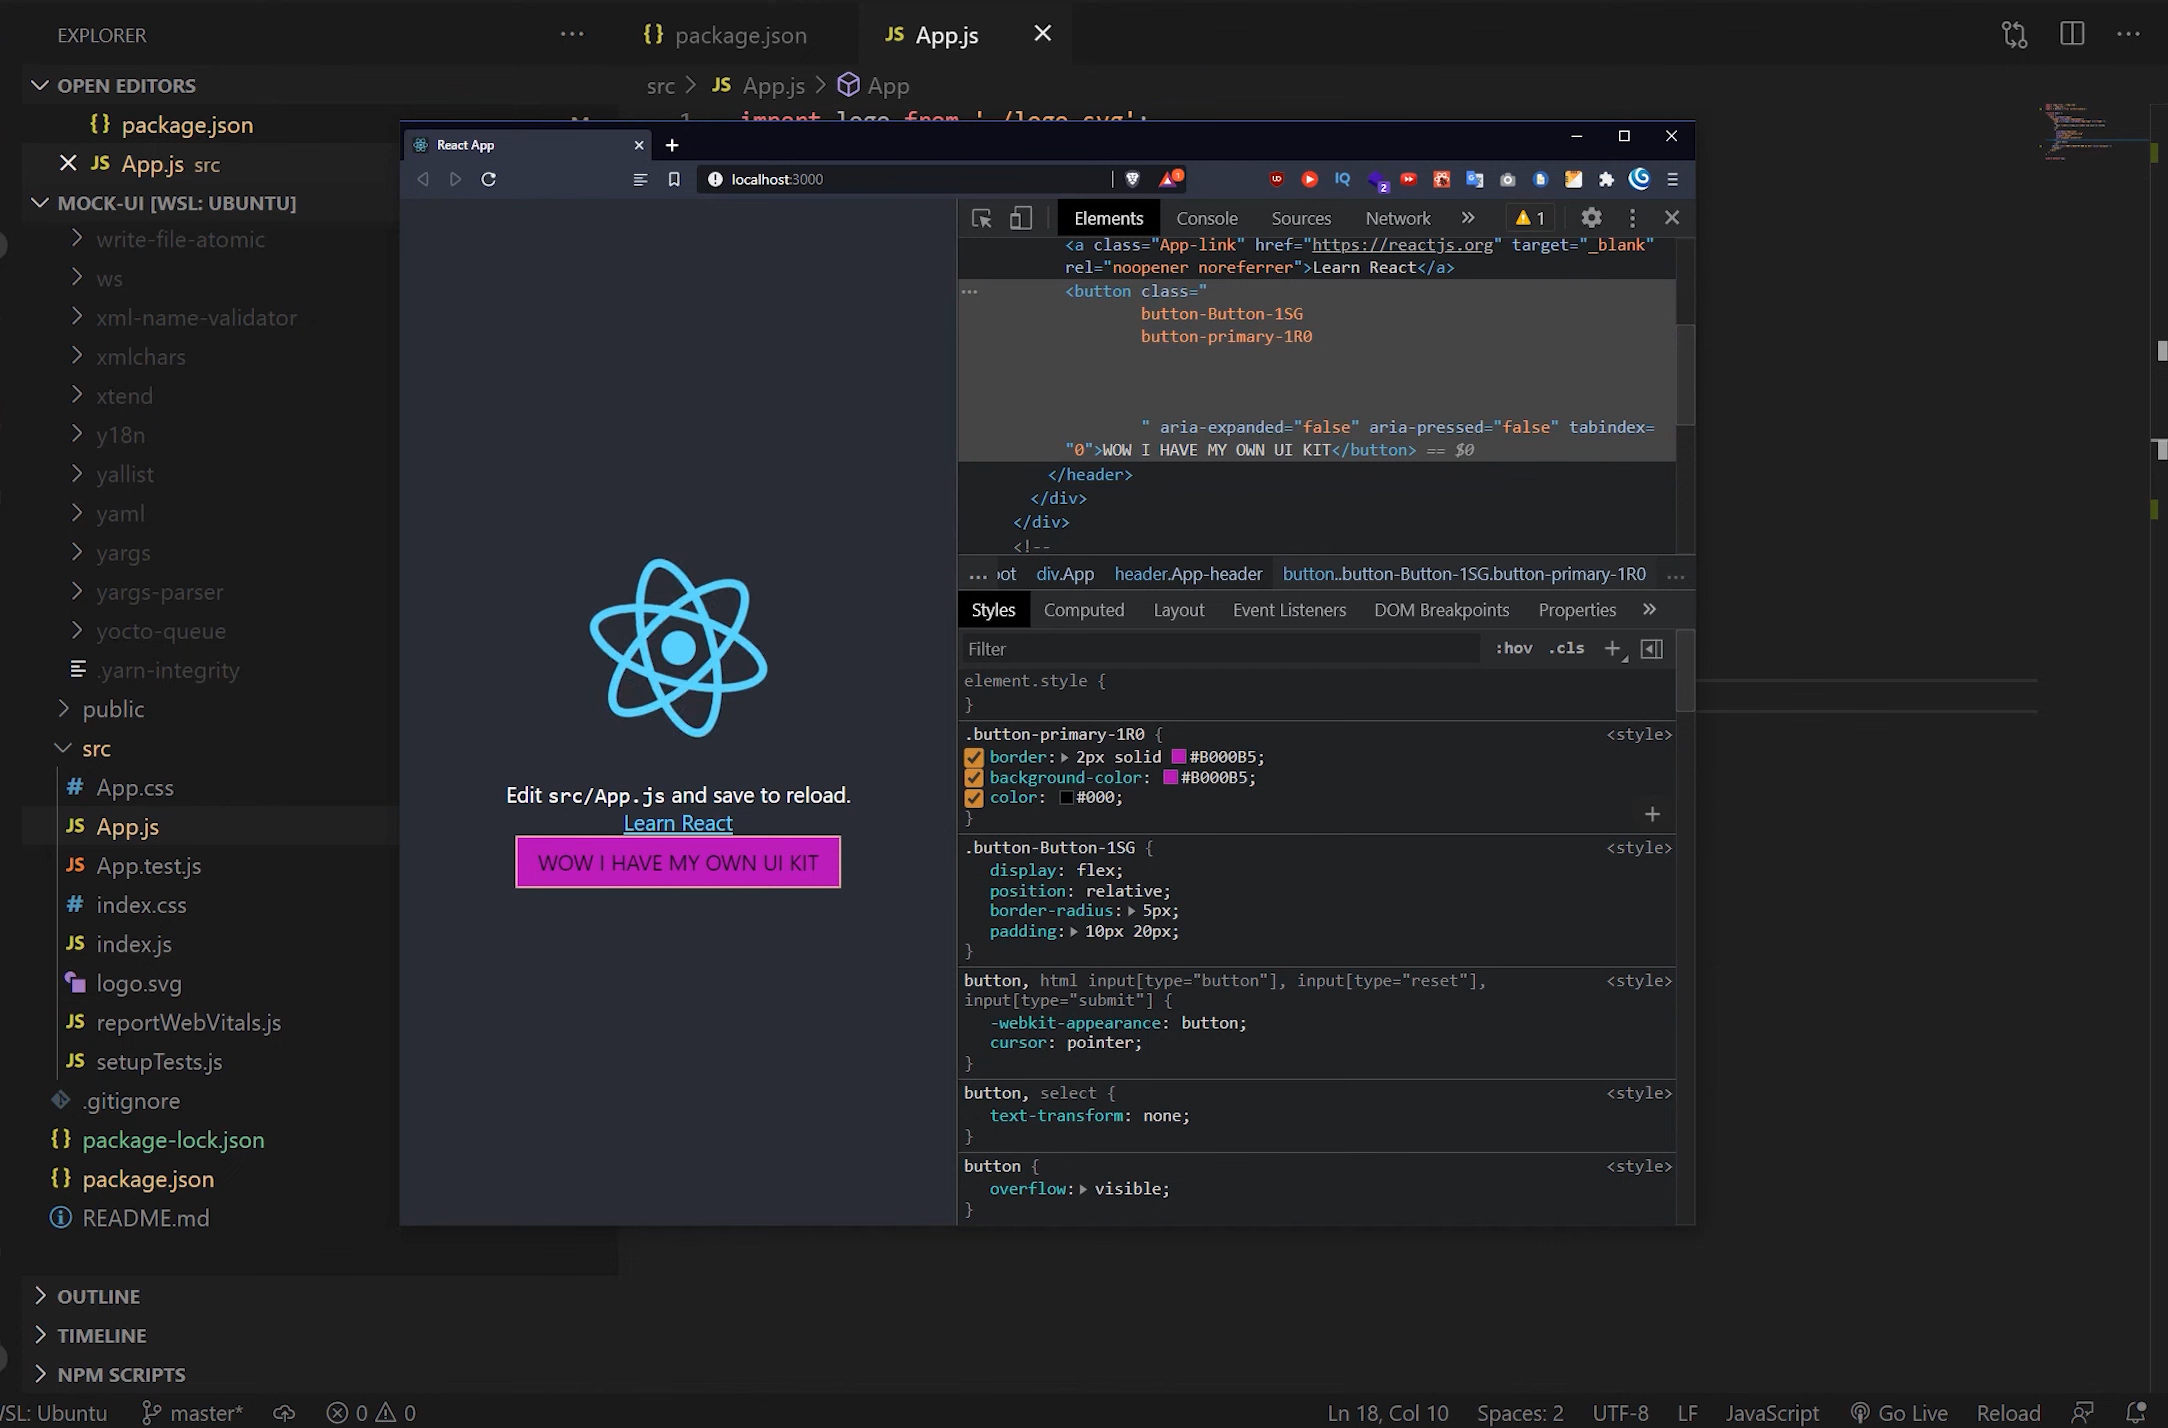 EXPLORER
package.json
App.js
OPEN EDITORS
package.json
App.js src
MOCK-UI [WSL: UBUNTU]
write-file-atomic
ws
xml-name-validator
xmlchars
xtend
y18n
yallist
yaml
yargs
yargs-parser
yocto-queue
.yarn-integrity
public
src
App.css
App.js
App.test.js
index.css
index.js
logo.svg
reportWebVitals.js
setupTests.js
.gitignore
package-lock.json
package.json
README.md
OUTLINE
TIMELINE
NPM SCRIPTS
src > JS App.js > App
1 import logo from './logo.svg';
React App
localhost:3000
Edit src/App.js and save to reload.
Learn React
WOW I HAVE MY OWN UI KIT
Elements Console Sources Network » 1
<a class="App-link" href="https://reactjs.org" target="_blank"
rel="noopener noreferrer">Learn React</a>
<button class="
button-Button-1SG
button-primary-1R0
" aria-expanded="false" aria-pressed="false" tabindex=
"0">WOW I HAVE MY OWN UI KIT</button> == $0
</header>
</div>
</div>
<!--
... oot div.App header.App-header button..button-Button-1SG.button-primary-1R0 ...
Styles Computed Layout Event Listeners DOM Breakpoints Properties »
Filter :hov .cls +
element.style {
}
.button-primary-1R0 { <style>
border: 2px solid #B000B5;
background-color: #B000B5;
color: #000;
}
.button-Button-1SG { <style>
display: flex;
position: relative;
border-radius: 5px;
padding: 10px 20px;
}
button, html input[type="button"], input[type="reset"], <style>
input[type="submit"] {
-webkit-appearance: button;
cursor: pointer;
}
button, select { <style>
text-transform: none;
}
button { <style>
overflow: visible;
}
WSL: Ubuntu master* 0 0 Ln 18, Col 10 Spaces: 2 UTF-8 LF JavaScript Go Live Reload